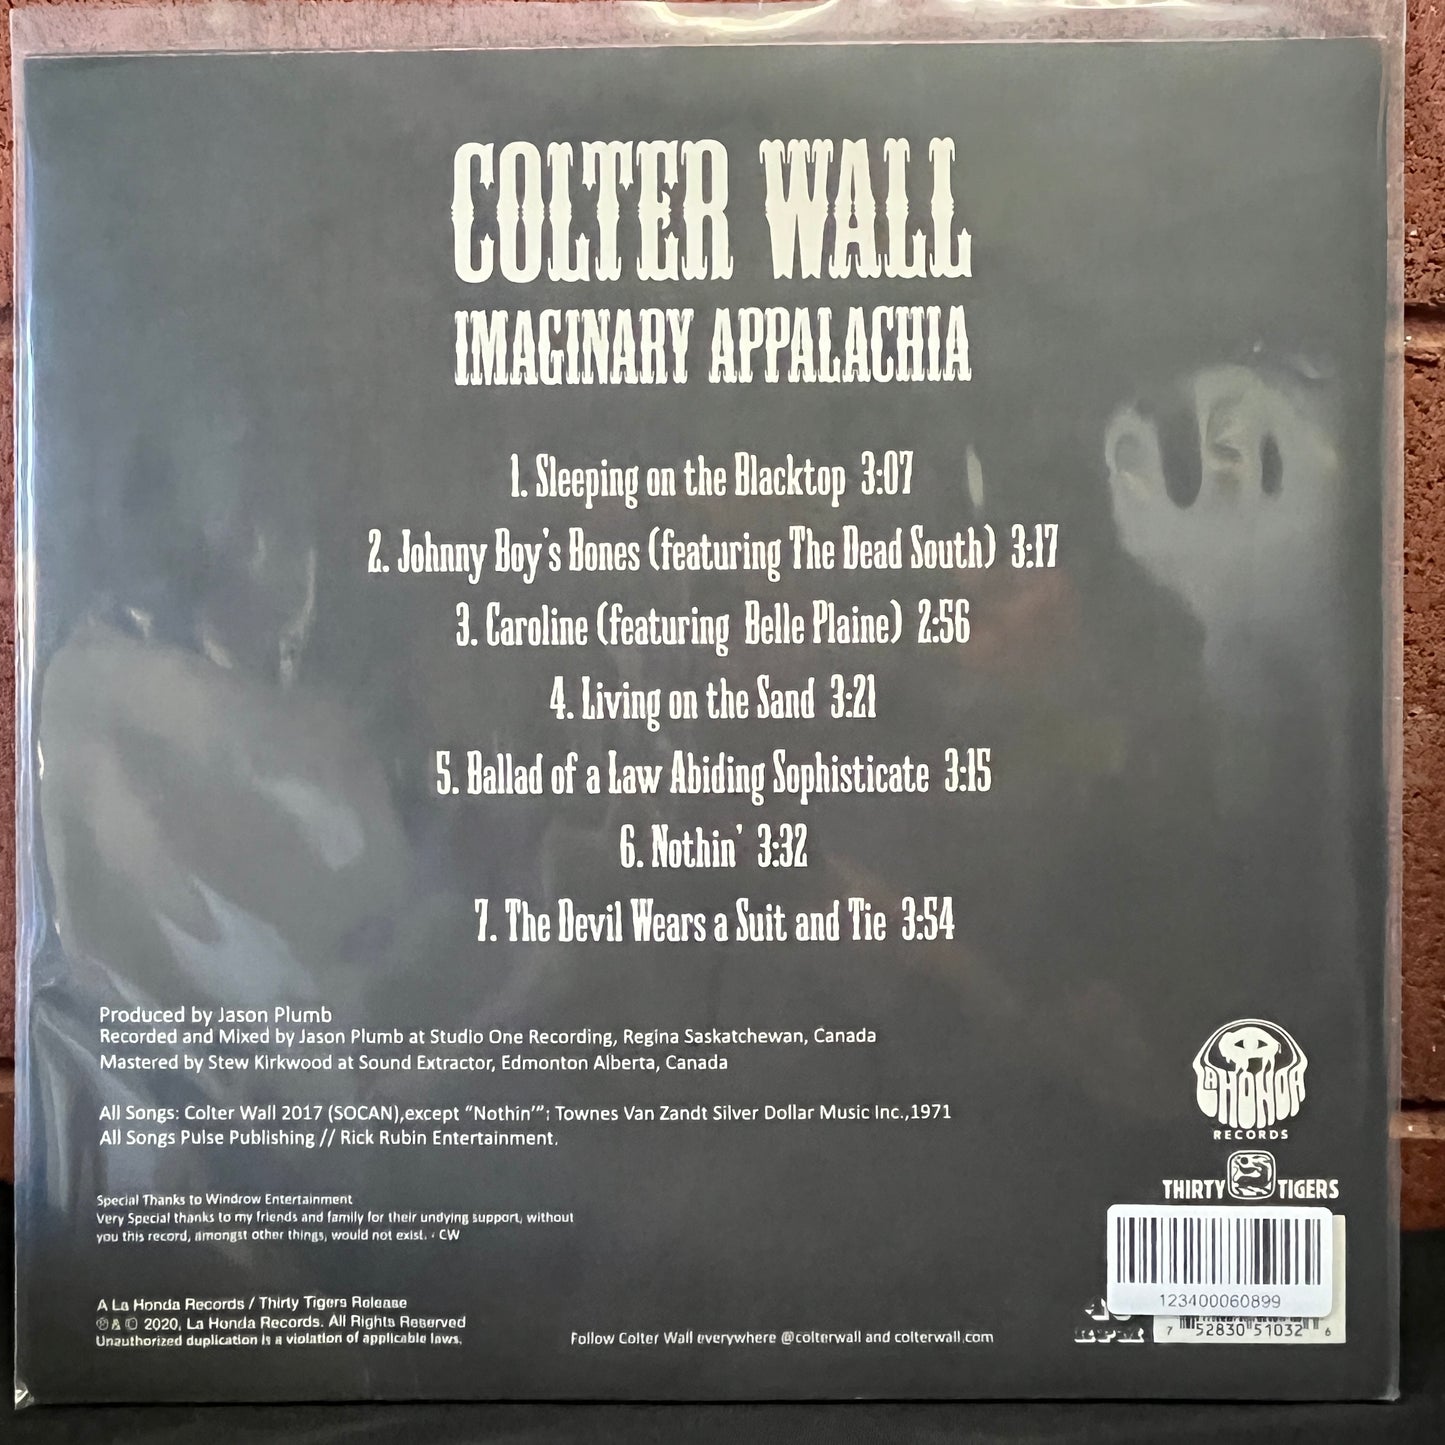 COLTER WALL
IMAGINARY APPALACHIA
1. Sleeping on the Blacktop 3:07
2. Johnny Boy's Bones (featuring The Dead South) 3:17
3. Caroline (featuring Belle Plaine) 2:56
4. Living on the Sand 3:21
5. Ballad of a Law Abiding Sophisticate 3:15
6. Nothin' 3:32
7. The Devil Wears a Suit and Tie 3:54
Produced by Jason Plumb
Recorded and Mixed by Jason Plumb at Studio One Recording, Regina Saskatchewan, Canada
Mastered by Stew Kirkwood at Sound Extractor, Edmonton Alberta, Canada
All Songs: Colter Wall 2017 (SOCAN),except "Nothin'": Townes Van Zandt Silver Dollar Music Inc.,1971
All Songs Pulse Publishing // Rick Rubin Entertainment.
Special Thanks to Windrow Entertainment
Very Special thanks to my friends and family for their undying support, without
you this record, amongst other things, would not exist. - CW
A La Honda Records / Thirty Tigers Release
℗ & © 2020, La Honda Records. All Rights Reserved
Unauthorized duplication is a violation of applicable laws.
Follow Colter Wall everywhere @colterwall and colterwall.com
LA HONDA
RECORDS
THIRTY TIGERS
123400060899
RPM
7 52830 51032 6